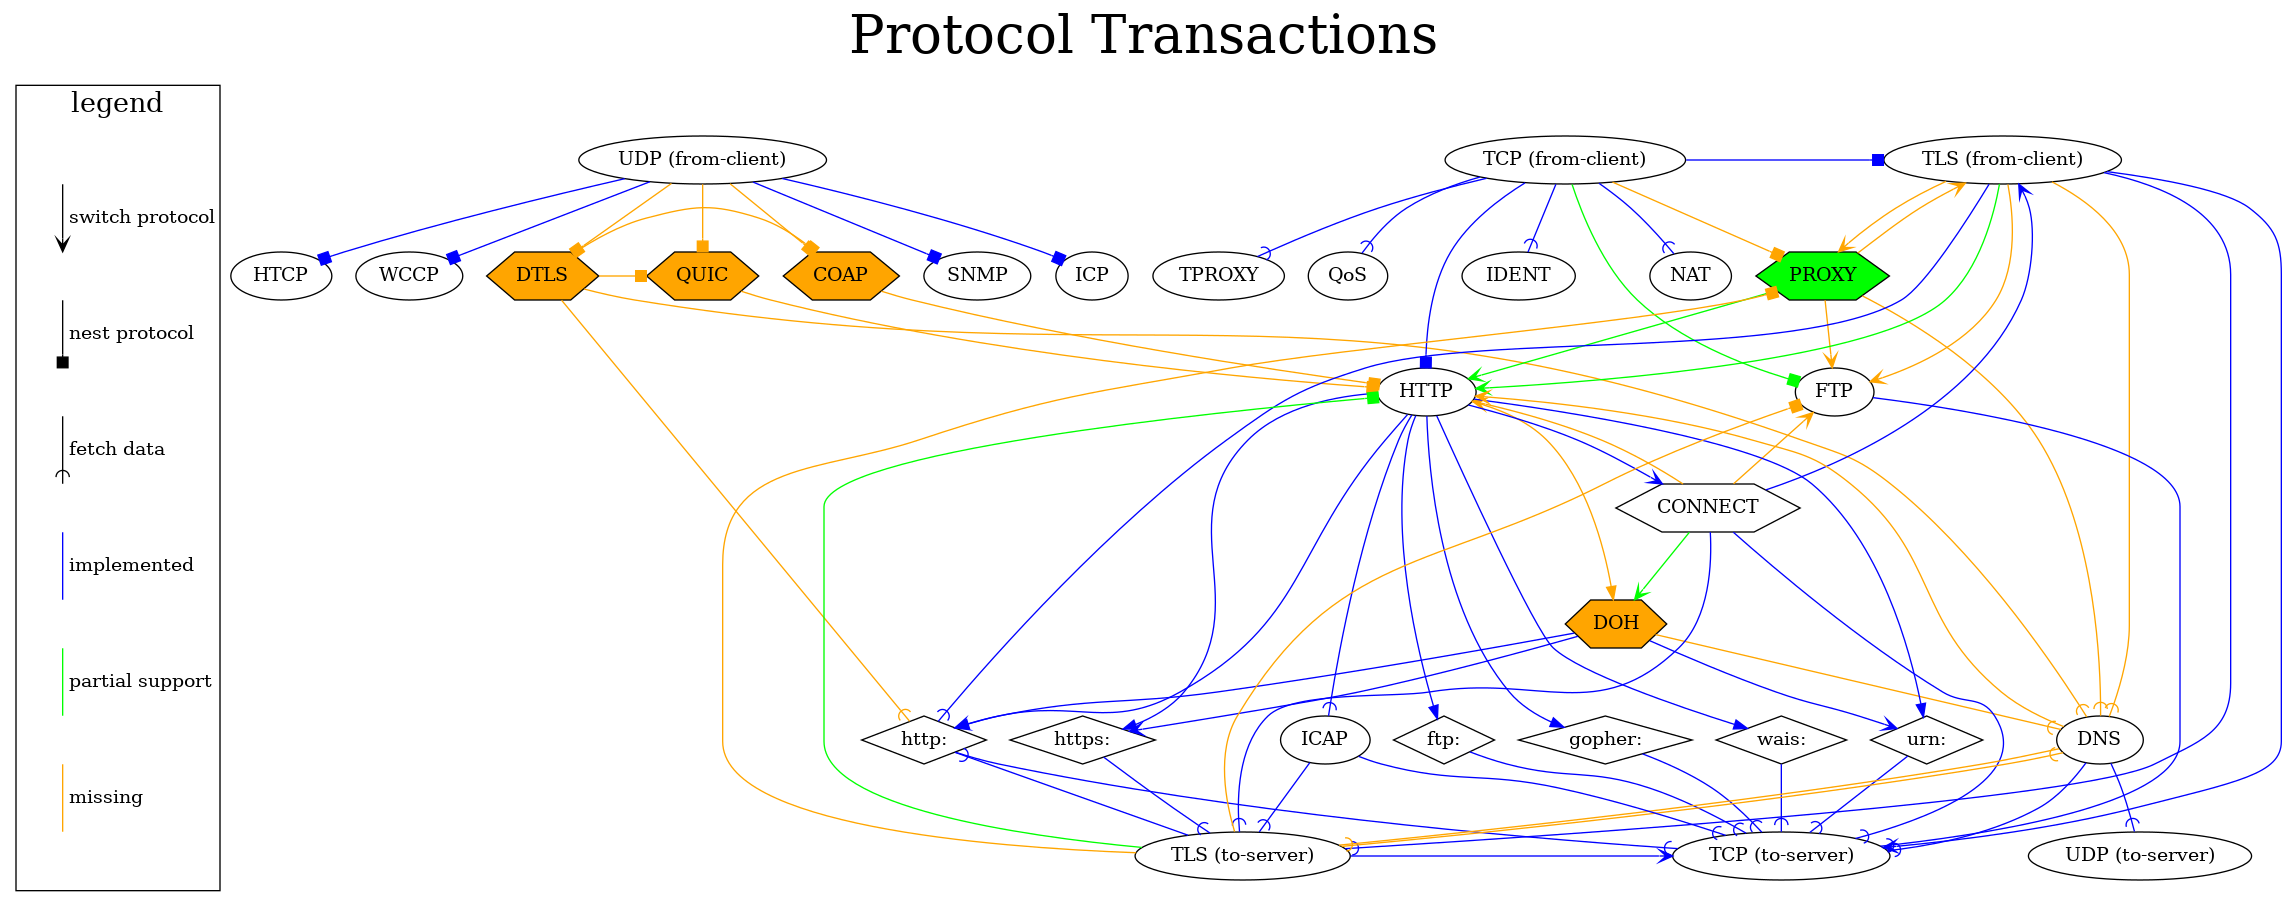 Protocol Transactions
legend
switch protocol
nest protocol
fetch data
implemented
partial support
missing
UDP (from-client)
TCP (from-client)
TLS (from-client)
HTCP
WCCP
DTLS
QUIC
COAP
SNMP
ICP
TPROXY
QoS
IDENT
NAT
PROXY
HTTP
FTP
CONNECT
DOH
http:
https:
ICAP
ftp:
gopher:
wais:
urn:
DNS
TLS (to-server)
TCP (to-server)
UDP (to-server)